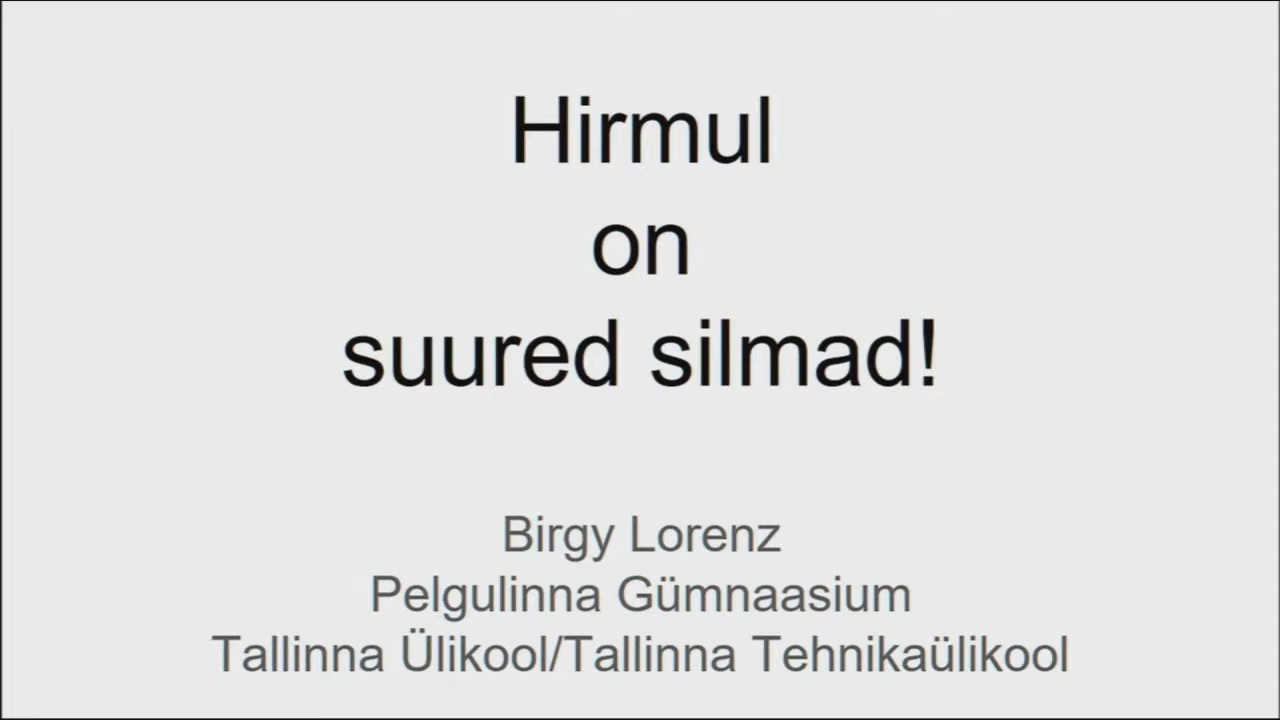 Hirmul
on
suured silmad!
Birgy Lorenz
Pelgulinna Gümnaasium
Tallinna Ülikool/Tallinna Tehnikaülikool